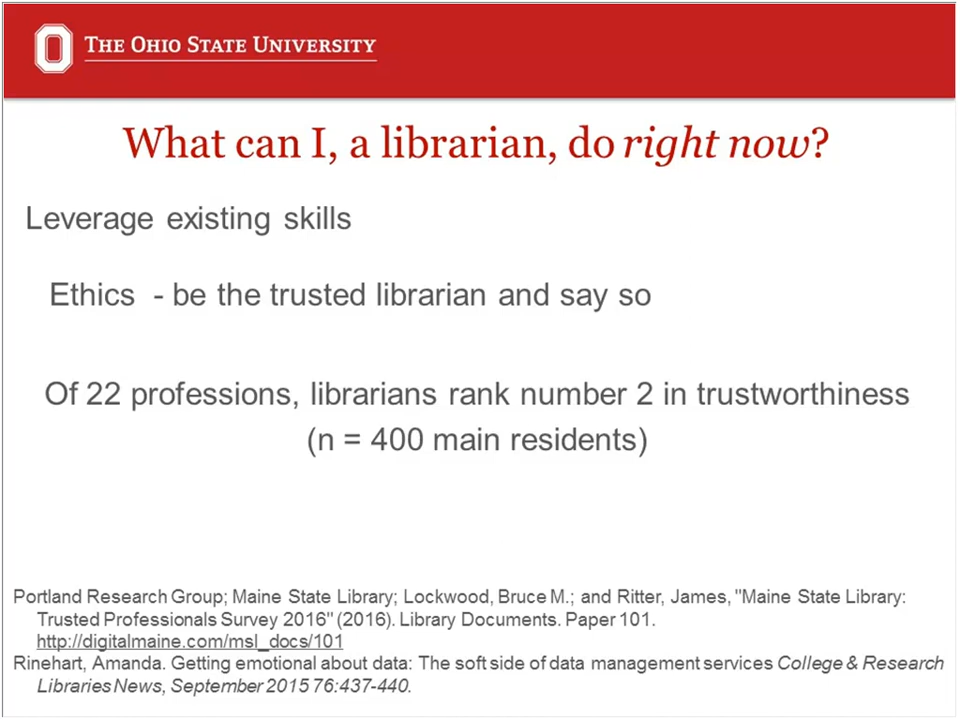 THE OHIO STATE UNIVERSITY
What can I, a librarian, do right now?
Leverage existing skills
Ethics - be the trusted librarian and say so
Of 22 professions, librarians rank number 2 in trustworthiness
(n = 400 main residents)
Portland Research Group; Maine State Library; Lockwood, Bruce M.; and Ritter, James, "Maine State Library:
Trusted Professionals Survey 2016" (2016). Library Documents. Paper 101.
http://digitalmaine.com/msl_docs/101
Rinehart, Amanda. Getting emotional about data: The soft side of data management services College & Research
Libraries News, September 2015 76:437-440.